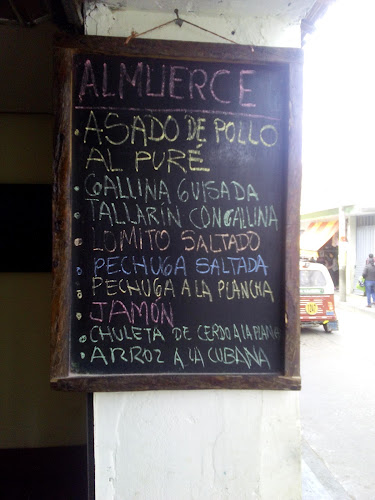 ALMUERCE
• ASADO DE POLLO
AL PURÉ
• GALLINA GUISADA
• TALLARIN CON GALLINA
• LOMITO SALTADO
• PECHUGA SALTADA
• PECHUGA A LA PLANCHA
• JAMÓN
• CHULETA DE CERDO A LA PLANCHA
• ARROZ A LA CUBANA